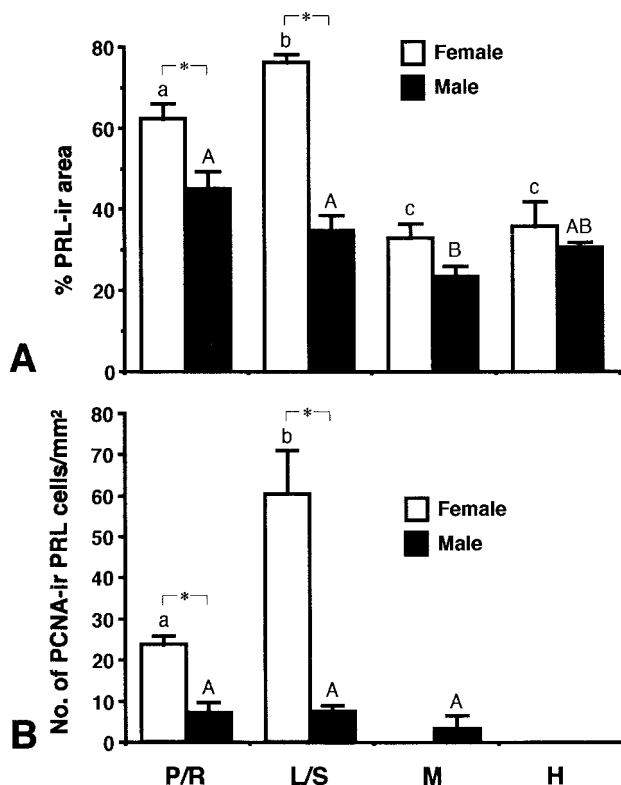 * b *
80 Female
a Male
% PRL-ir area
60 *
A
40 A c c AB
B
20
A 0
80 *
b
No. of PCNA-ir PRL cells/mm²
70
60 Female
50 Male
40
30 *
a
20
10 A A A
B 0
P/R L/S M H